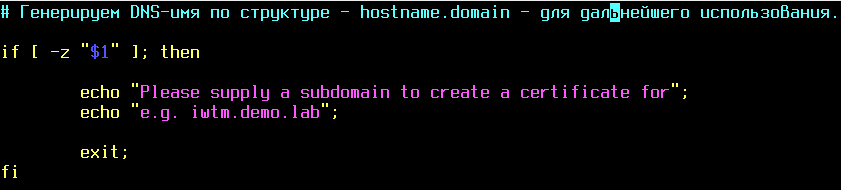 # Генерируем DNS-имя по структуре - hostname.domain - для дальнейшего использования.
if [ -z "$1" ]; then
echo "Please supply a subdomain to create a certificate for";
echo "e.g. iwtm.demo.lab";
exit;
fi